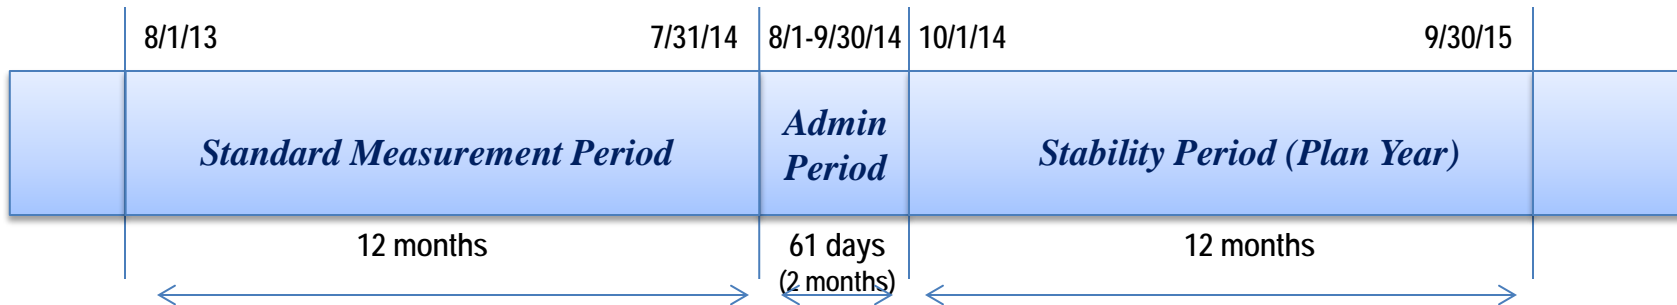 8/1/13 7/31/14 8/1-9/30/14 10/1/14 9/30/15
Standard Measurement Period
Admin
Period
Stability Period (Plan Year)
12 months 61 days 12 months
(2 months)